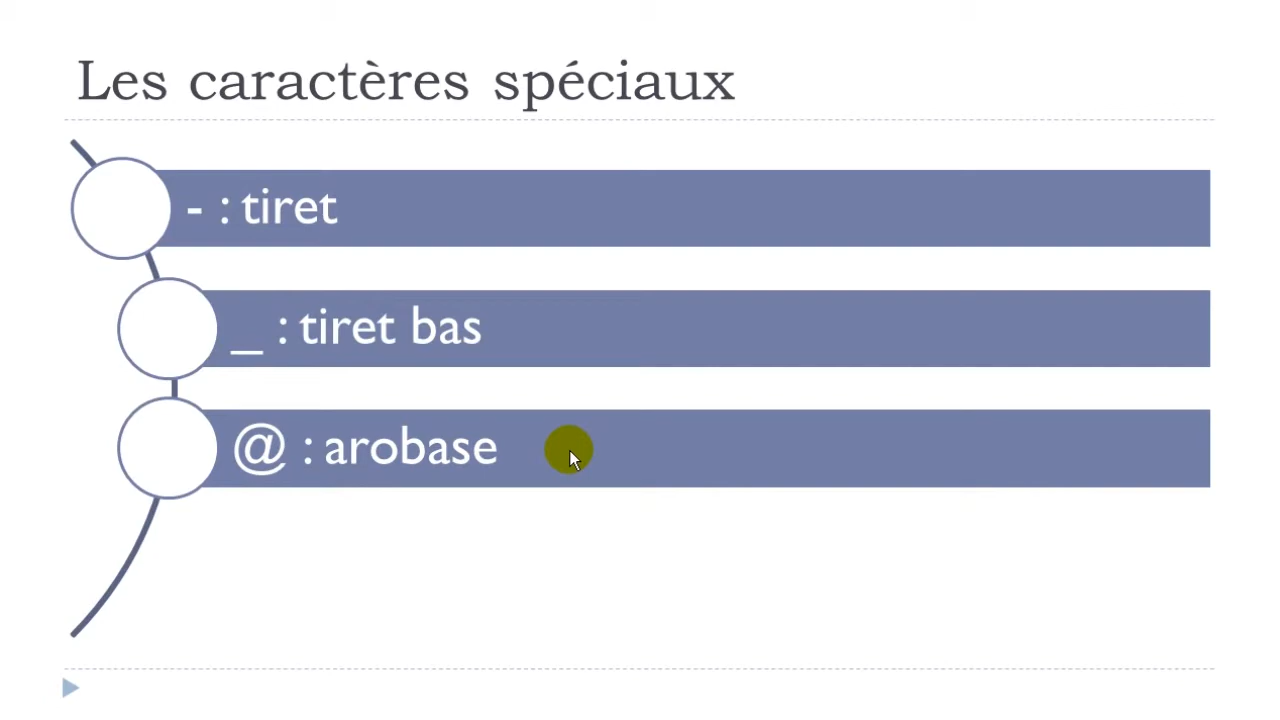 Les caractères spéciaux
- : tiret
_ : tiret bas
@ : arobase